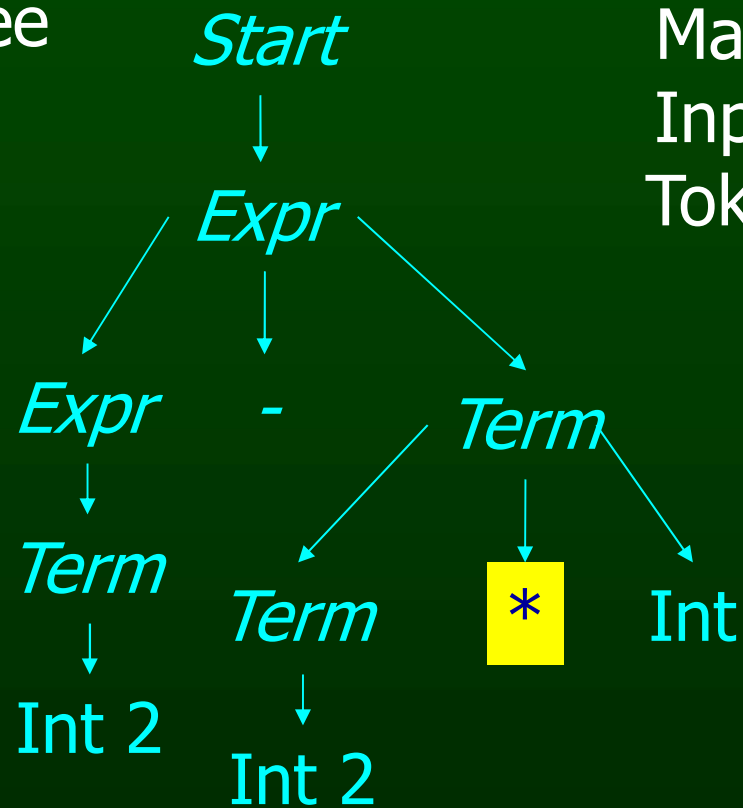 ee
Start
Ma
Inp
Tok
Expr
Expr - Term
Term
Term * Int
Int 2
Int 2